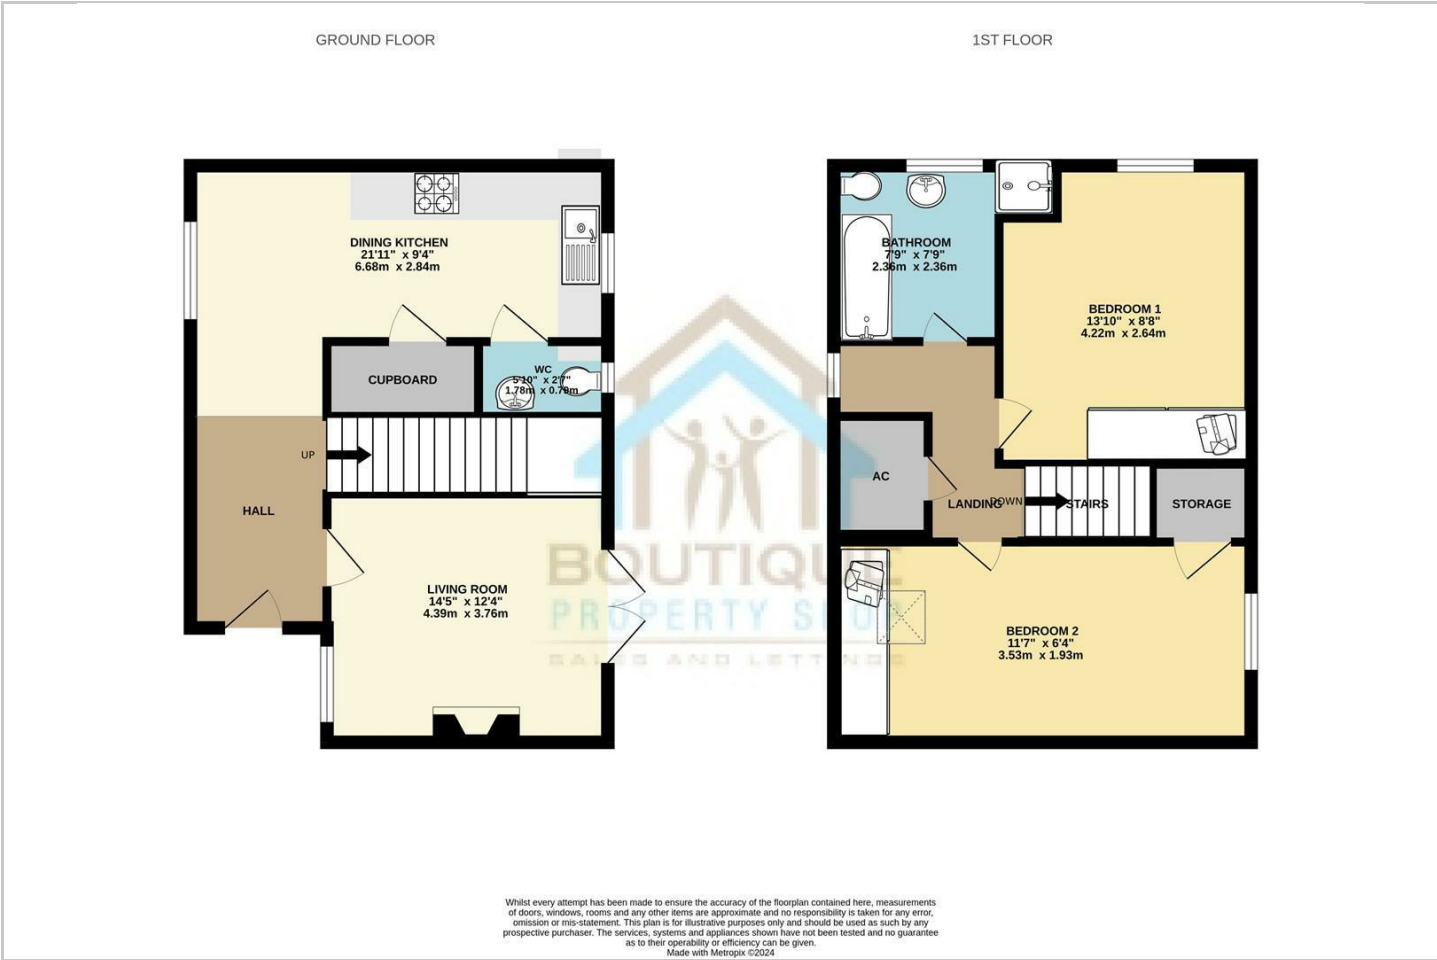 GROUND FLOOR
1ST FLOOR
DINING KITCHEN
21'11" x 9'4"
6.68m x 2.84m
CUPBOARD
WC
5'10" x 2'7"
1.78m x 0.79m
UP
HALL
LIVING ROOM
14'5" x 12'4"
4.39m x 3.76m
BATHROOM
7'9" x 7'9"
2.36m x 2.36m
BEDROOM 1
13'10" x 8'8"
4.22m x 2.64m
AC
LANDING
DOWN
STAIRS
STORAGE
BEDROOM 2
11'7" x 6'4"
3.53m x 1.93m
BOUTIQUE
PROPERTY SHOP
SALES AND LETTINGS
Whilst every attempt has been made to ensure the accuracy of the floorplan contained here, measurements
of doors, windows, rooms and any other items are approximate and no responsibility is taken for any error,
omission or mis-statement. This plan is for illustrative purposes only and should be used as such by any
prospective purchaser. The services, systems and appliances shown have not been tested and no guarantee
as to their operability or efficiency can be given.
Made with Metropix ©2024